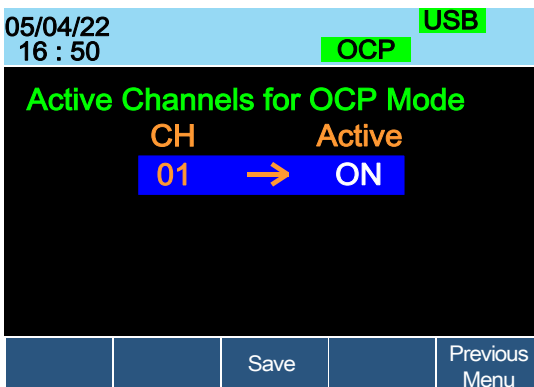 05/04/22 USB
16 : 50 OCP
Active Channels for OCP Mode
CH Active
01 → ON
Save
Previous
Menu